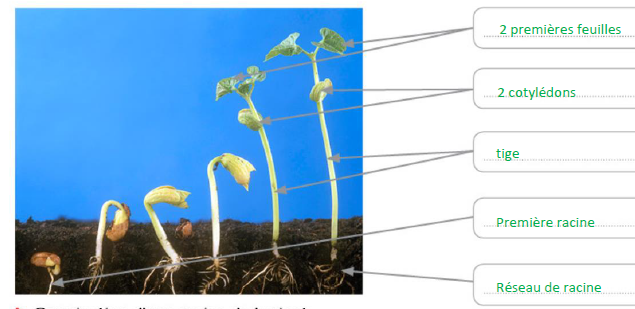 2 premières feuilles
2 cotylédons
tige
Première racine
Réseau de racine